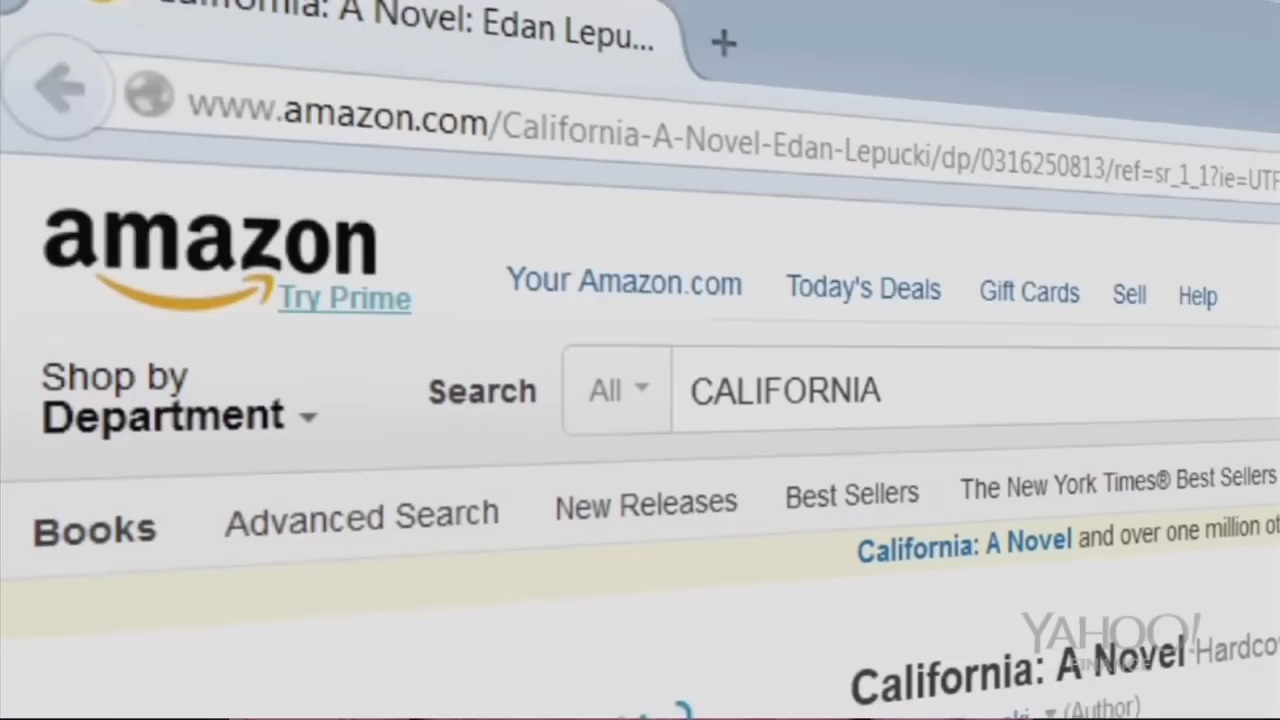 California: A Novel: Edan Lepu...
www.amazon.com/California-A-Novel-Edan-Lepucki/dp/0316250813/ref=sr_1_1?ie=UTF
amazon
Try Prime
Your Amazon.com Today's Deals Gift Cards Sell Help
Shop by
Department
Search All CALIFORNIA
Books Advanced Search New Releases Best Sellers The New York Times® Best Sellers
California: A Novel and over one million ot
YAHOO!
FINANCE
California: A Novel Hardco
ki (Author)